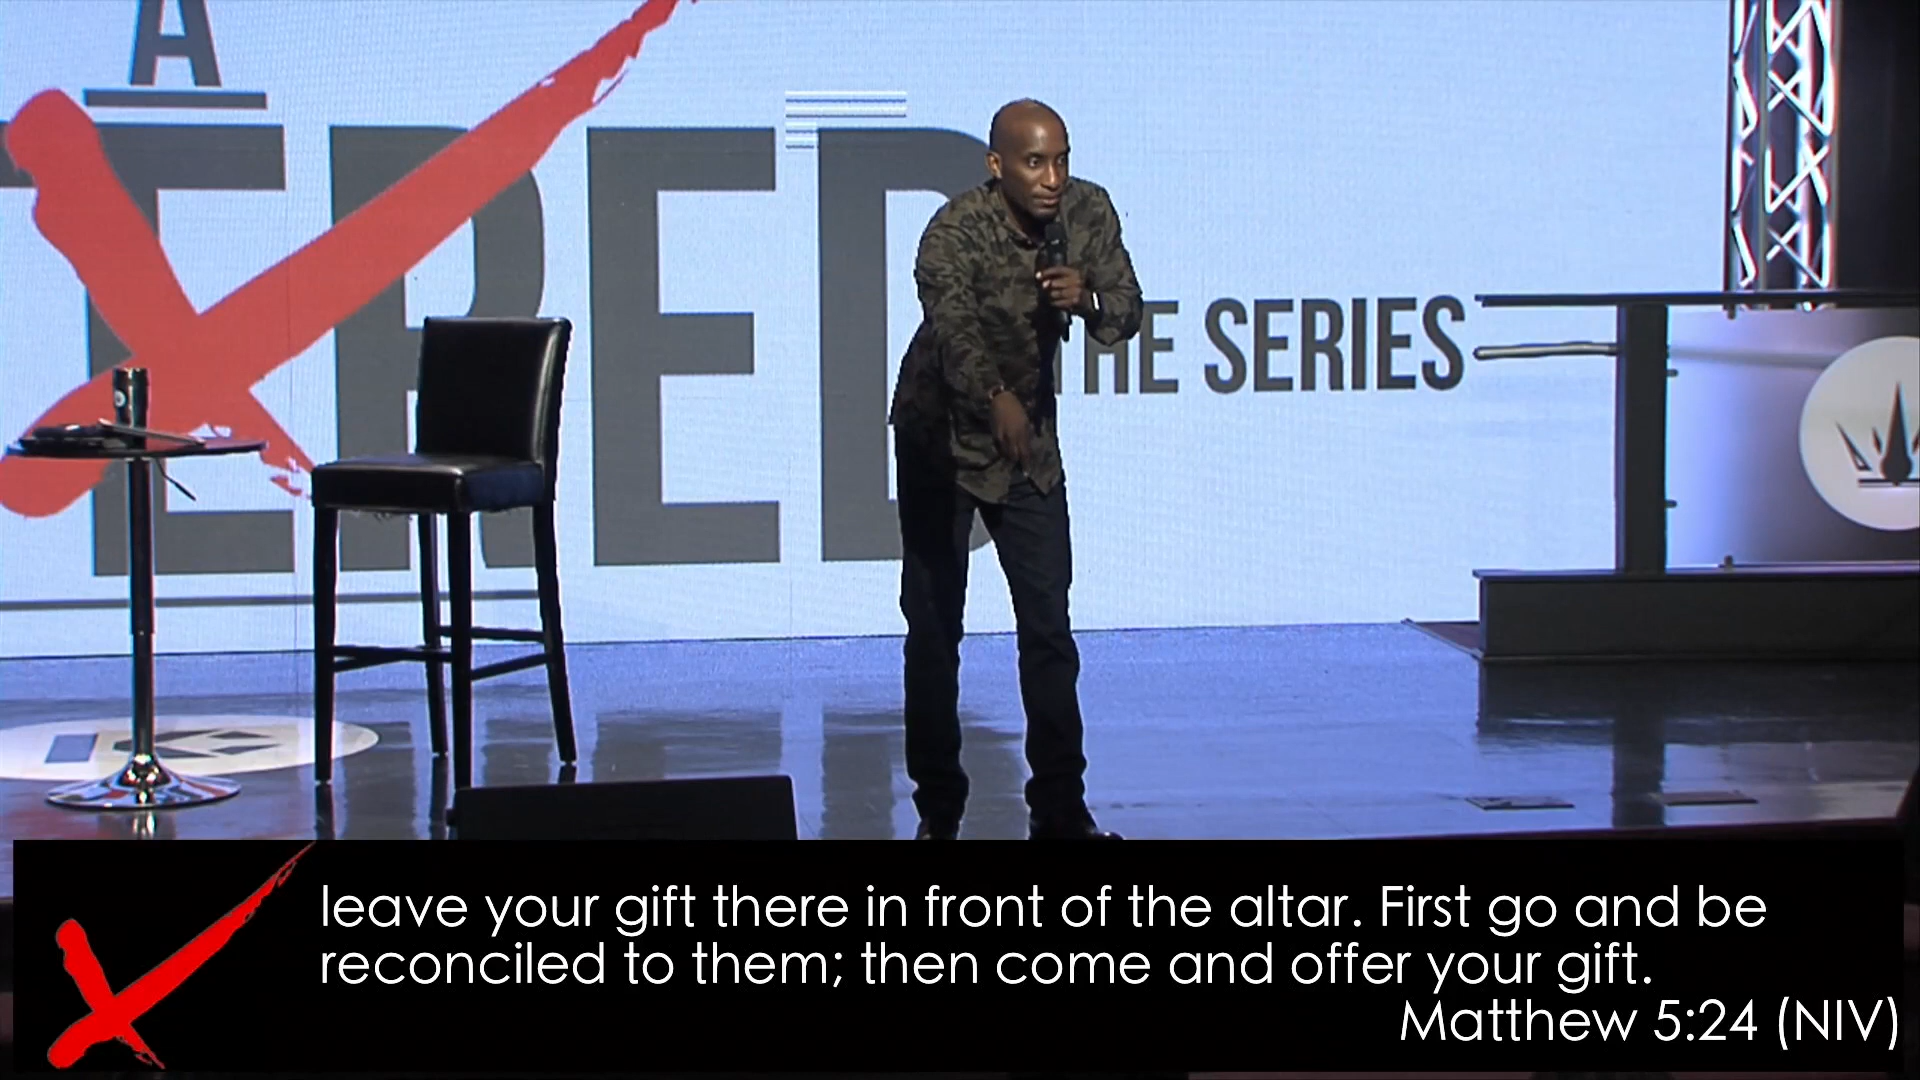 A
ERED
THE SERIES
leave your gift there in front of the altar. First go and be
reconciled to them; then come and offer your gift.
Matthew 5:24 (NIV)